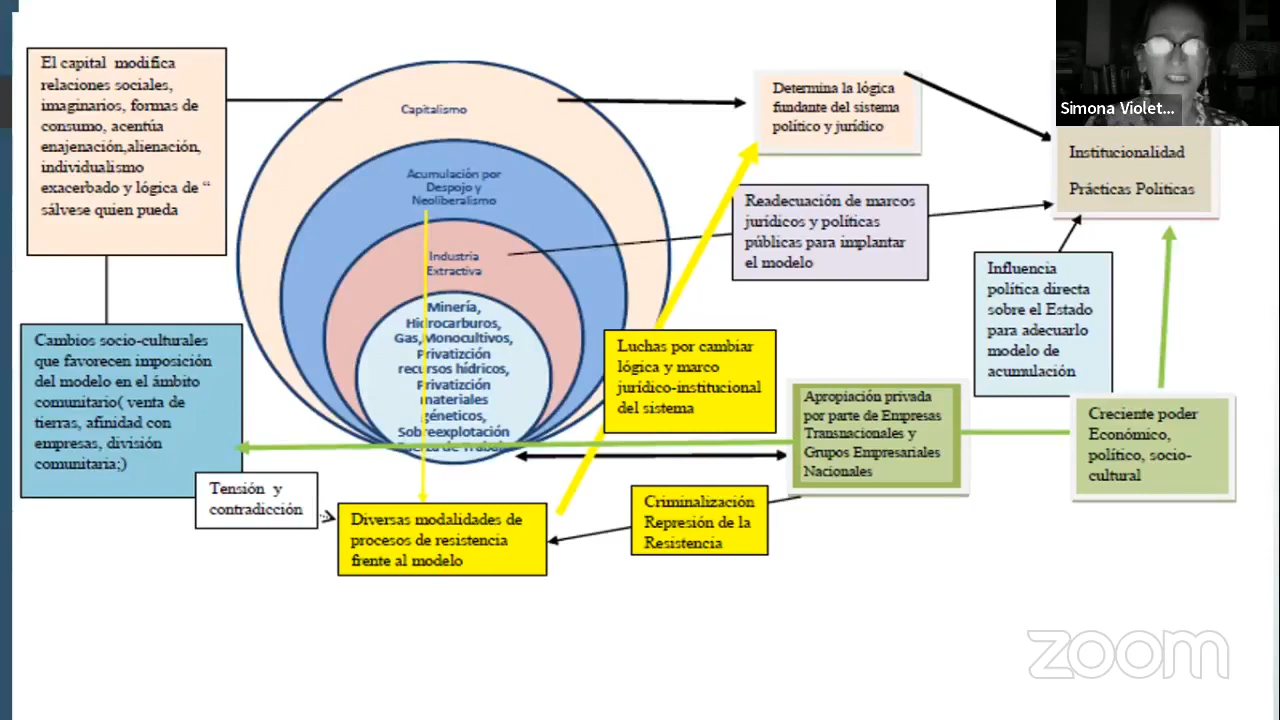 El capital modifica
relaciones sociales,
imaginarios, formas de
consumo, acentúa
enajenación,alienación,
individualismo
exacerbado y lógica de “
sálvese quien pueda
Capitalismo
Determina la lógica
fundante del sistema
político y jurídico
Simona Violet...
Institucionalidad
Prácticas Politicas
Acumulación por
Despojo y
Neoliberalismo
Readecuación de marcos
jurídicos y políticas
públicas para implantar
el modelo
Industria
Extractiva
Influencia
política directa
sobre el Estado
para adecuarlo
modelo de
acumulación
Minería,
Hidrocarburos,
Gas, Monocultivos,
Privatizción
recursos hídricos,
Privatizción
materiales
géneticos,
Sobreexplotación
Cambios socio-culturales
que favorecen imposición
del modelo en el ámbito
comunitario( venta de
tierras, afinidad con
empresas, división
comunitaria;)
Luchas por cambiar
lógica y marco
jurídico-institucional
del sistema
Apropiación privada
por parte de Empresas
Transnacionales y
Grupos Empresariales
Nacionales
Creciente poder
Económico,
político, socio-
cultural
Tensión y
contradicción
Diversas modalidades de
procesos de resistencia
frente al modelo
Criminalización
Represión de la
Resistencia
zoom